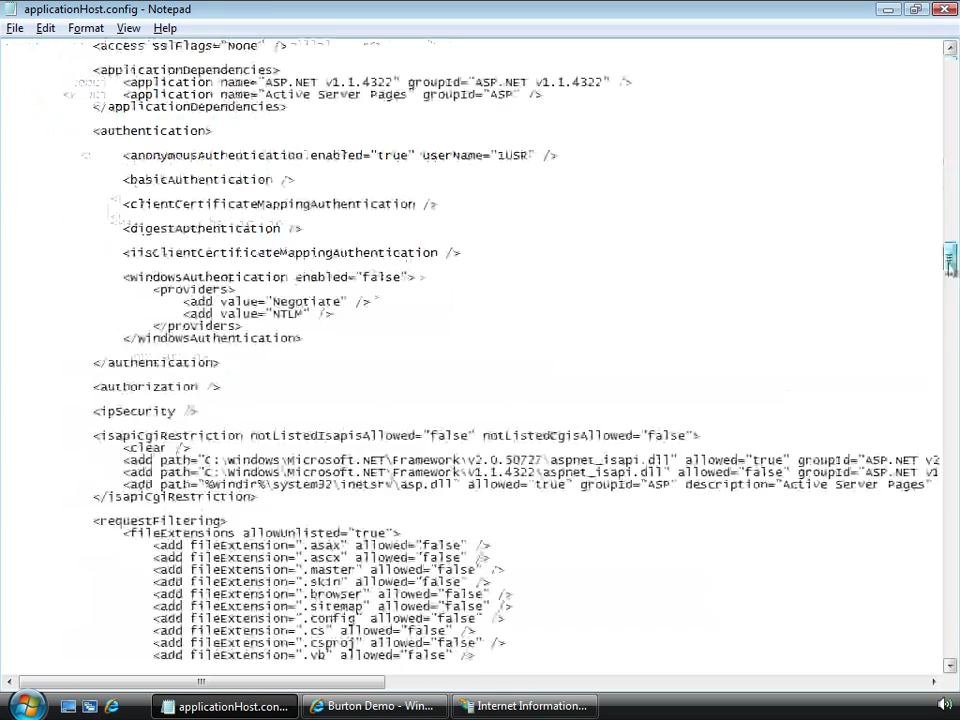 applicationHost.config - Notepad
File Edit Format View Help
<access sslFlags="None" />
<applicationDependencies>
<application name="ASP.NET v1.1.4322" groupId="ASP.NET v1.1.4322" />
<application name="Active Server Pages" groupId="ASP" />
</applicationDependencies>
<authentication>
<anonymousAuthentication enabled="true" userName="IUSR" />
<basicAuthentication />
<clientCertificateMappingAuthentication />
<digestAuthentication />
<iisClientCertificateMappingAuthentication />
<windowsAuthentication enabled="false">
<providers>
<add value="Negotiate" />
<add value="NTLM" />
</providers>
</windowsAuthentication>
</authentication>
<authorization />
<ipSecurity />
<isapiCgiRestriction notListedIsapisAllowed="false" notListedCgisAllowed="false">
<clear />
<add path="C:\Windows\Microsoft.NET\Framework\v2.0.50727\aspnet_isapi.dll" allowed="true" groupId="ASP.NET v2
<add path="C:\Windows\Microsoft.NET\Framework\v1.1.4322\aspnet_isapi.dll" allowed="false" groupId="ASP.NET v1
<add path="%windir%\system32\inetsrv\asp.dll" allowed="true" groupId="ASP" description="Active Server Pages"
</isapiCgiRestriction>
<requestFiltering>
<fileExtensions allowUnlisted="true">
<add fileExtension=".asax" allowed="false" />
<add fileExtension=".ascx" allowed="false" />
<add fileExtension=".master" allowed="false" />
<add fileExtension=".skin" allowed="false" />
<add fileExtension=".browser" allowed="false" />
<add fileExtension=".sitemap" allowed="false" />
<add fileExtension=".config" allowed="false" />
<add fileExtension=".cs" allowed="false" />
<add fileExtension=".csproj" allowed="false" />
<add fileExtension=".vb" allowed="false" />
applicationHost.con... Burton Demo - Win... Internet Information...